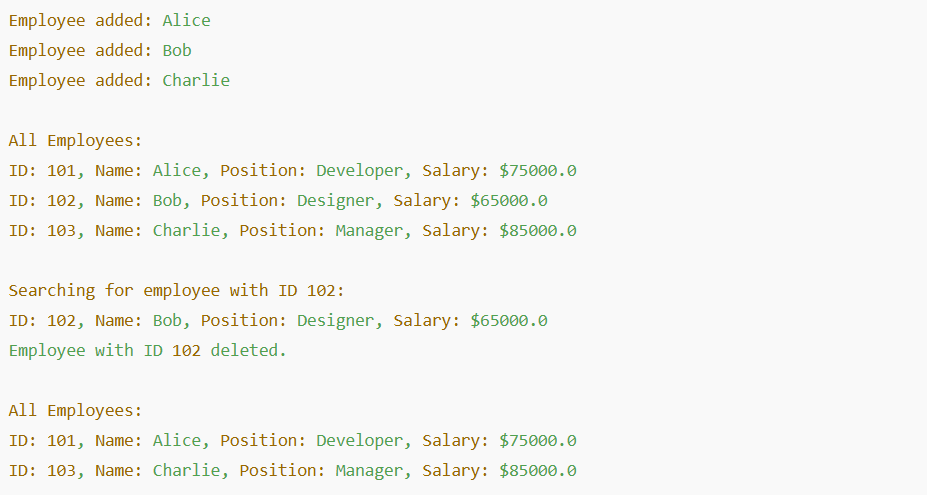 Employee added: Alice
Employee added: Bob
Employee added: Charlie
All Employees:
ID: 101, Name: Alice, Position: Developer, Salary: $75000.0
ID: 102, Name: Bob, Position: Designer, Salary: $65000.0
ID: 103, Name: Charlie, Position: Manager, Salary: $85000.0
Searching for employee with ID 102:
ID: 102, Name: Bob, Position: Designer, Salary: $65000.0
Employee with ID 102 deleted.
All Employees:
ID: 101, Name: Alice, Position: Developer, Salary: $75000.0
ID: 103, Name: Charlie, Position: Manager, Salary: $85000.0